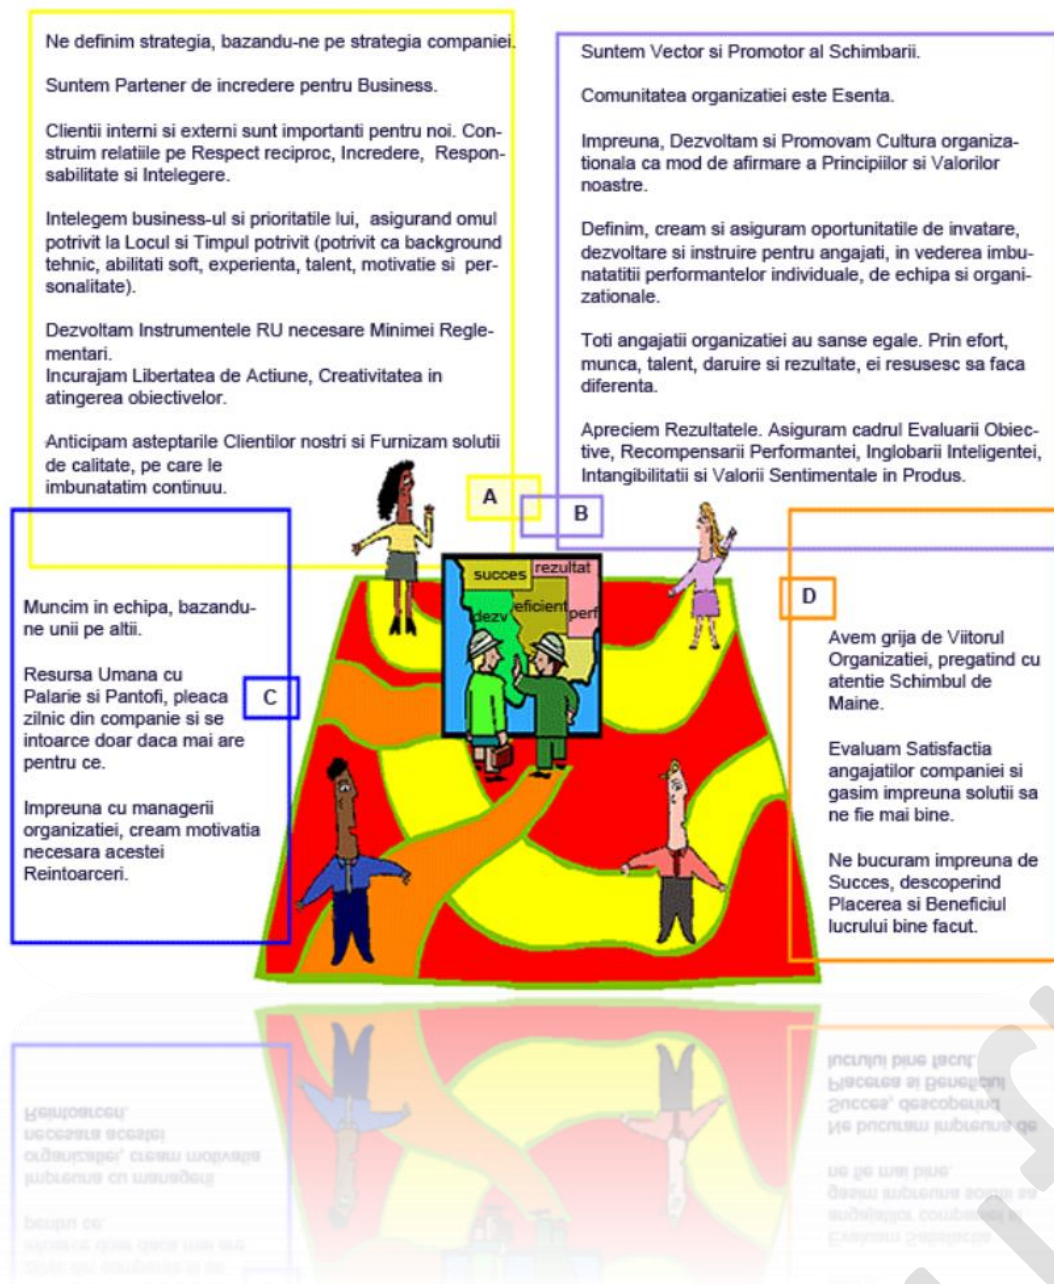 Ne definim strategia, bazandu-ne pe strategia companiei.
Suntem Partener de incredere pentru Business.
Clientii interni si externi sunt importanti pentru noi. Con-
struim relatiile pe Respect reciproc, Incredere, Respon-
sabilitate si Intelegere.
Intelegem business-ul si prioritatile lui, asigurand omul
potrivit la Locul si Timpul potrivit (potrivit ca background
tehnic, abilitati soft, experienta, talent, motivatie si per-
sonalitate).
Dezvoltam Instrumentele RU necesare Minimei Regle-
mentari.
Incurajam Libertatea de Actiune, Creativitatea in
atingerea obiectivelor.
Anticipam asteptarile Clientilor nostri si Furnizam solutii
de calitate, pe care le
imbunatatim continuu.
A
Suntem Vector si Promotor al Schimbarii.
Comunitatea organizatiei este Esenta.
Impreuna, Dezvoltam si Promovam Cultura organiza-
tionala ca mod de afirmare a Principiilor si Valorilor
noastre.
Definim, cream si asiguram oportunitatile de invatare,
dezvoltare si instruire pentru angajati, in vederea imbu-
natatitii performantelor individuale, de echipa si organi-
zationale.
Toti angajatii organizatiei au sanse egale. Prin efort,
munca, talent, daruire si rezultate, ei resusesc sa faca
diferenta.
Apreciem Rezultatele. Asiguram cadrul Evaluarii Obiec-
tive, Recompensarii Performantei, Inglobarii Inteligentei,
Intangibilitatii si Valorii Sentimentale in Produs.
B
succes
rezultat
dezv
eficient
perf
Muncim in echipa, bazandu-
ne unii pe altii.
Resursa Umana cu
Palarie si Pantofi, pleaca
zilnic din companie si se
intoarce doar daca mai are
pentru ce.
Impreuna cu managerii
organizatiei, cream motivatia
necesara acestei
Reintoarceri.
C
D
Avem grija de Viitorul
Organizatiei, pregatind cu
atentie Schimbul de
Maine.
Evaluam Satisfactia
angajatilor companiei si
gasim impreuna solutii sa
ne fie mai bine.
Ne bucuram impreuna de
Succes, descoperind
Placerea si Beneficiul
lucrului bine facut.